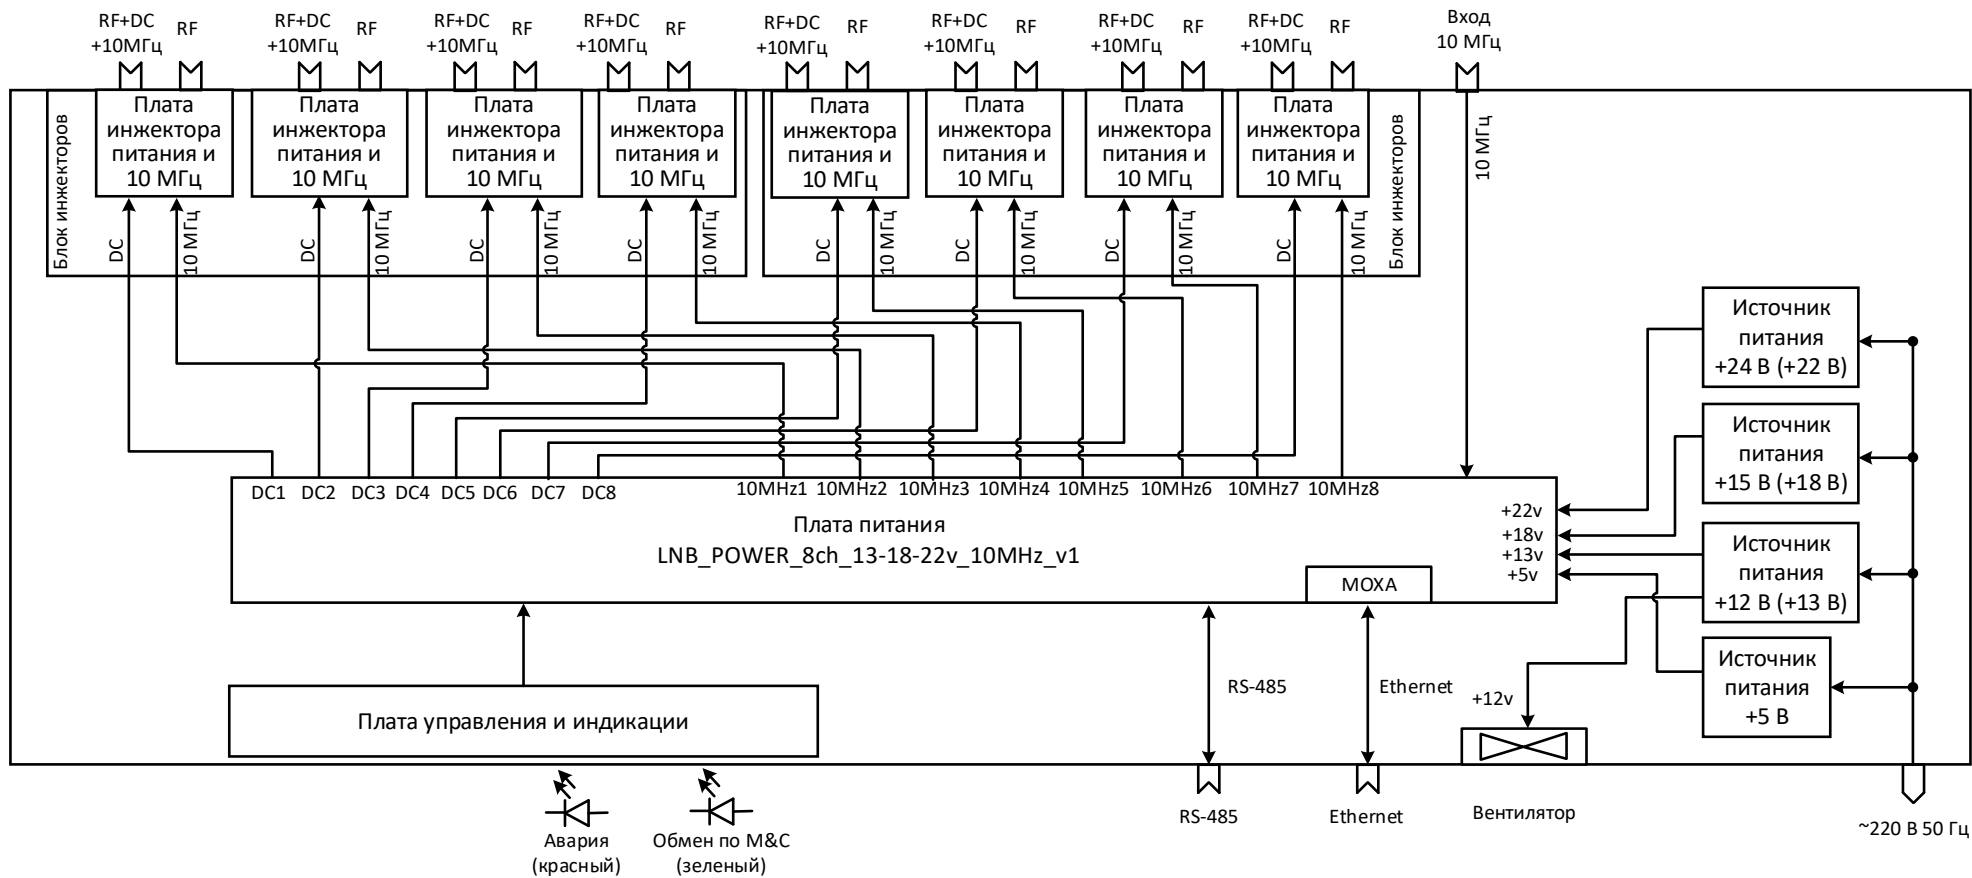 RF+DC
+10МГц
RF
RF+DC
+10МГц
RF
RF+DC
+10МГц
RF
RF+DC
+10МГц
RF
RF+DC
+10МГц
RF
RF+DC
+10МГц
RF
RF+DC
+10МГц
RF
RF+DC
+10МГц
RF
Вход
10 МГц
Блок инжекторов
Плата
инжектора
питания и
10 МГц
Плата
инжектора
питания и
10 МГц
Плата
инжектора
питания и
10 МГц
Плата
инжектора
питания и
10 МГц
Плата
инжектора
питания и
10 МГц
Плата
инжектора
питания и
10 МГц
Плата
инжектора
питания и
10 МГц
Плата
инжектора
питания и
10 МГц
Блок инжекторов
10 МГц
DC
10 МГц
DC
10 МГц
DC
10 МГц
DC
10 МГц
DC
10 МГц
DC
10 МГц
DC
10 МГц
DC
10 МГц
Источник
питания
+24 В (+22 В)
Источник
питания
+15 В (+18 В)
Источник
питания
+12 В (+13 В)
Источник
питания
+5 В
DC1
DC2
DC3
DC4
DC5
DC6
DC7
DC8
10MHz1
10MHz2
10MHz3
10MHz4
10MHz5
10MHz6
10MHz7
10MHz8
+22v
+18v
+13v
+5v
Плата питания
LNB_POWER_8ch_13-18-22v_10MHz_v1
MOXA
RS-485
Ethernet
+12v
Плата управления и индикации
RS-485
Ethernet
Вентилятор
~220 В 50 Гц
Авария
(красный)
Обмен по M&C
(зеленый)